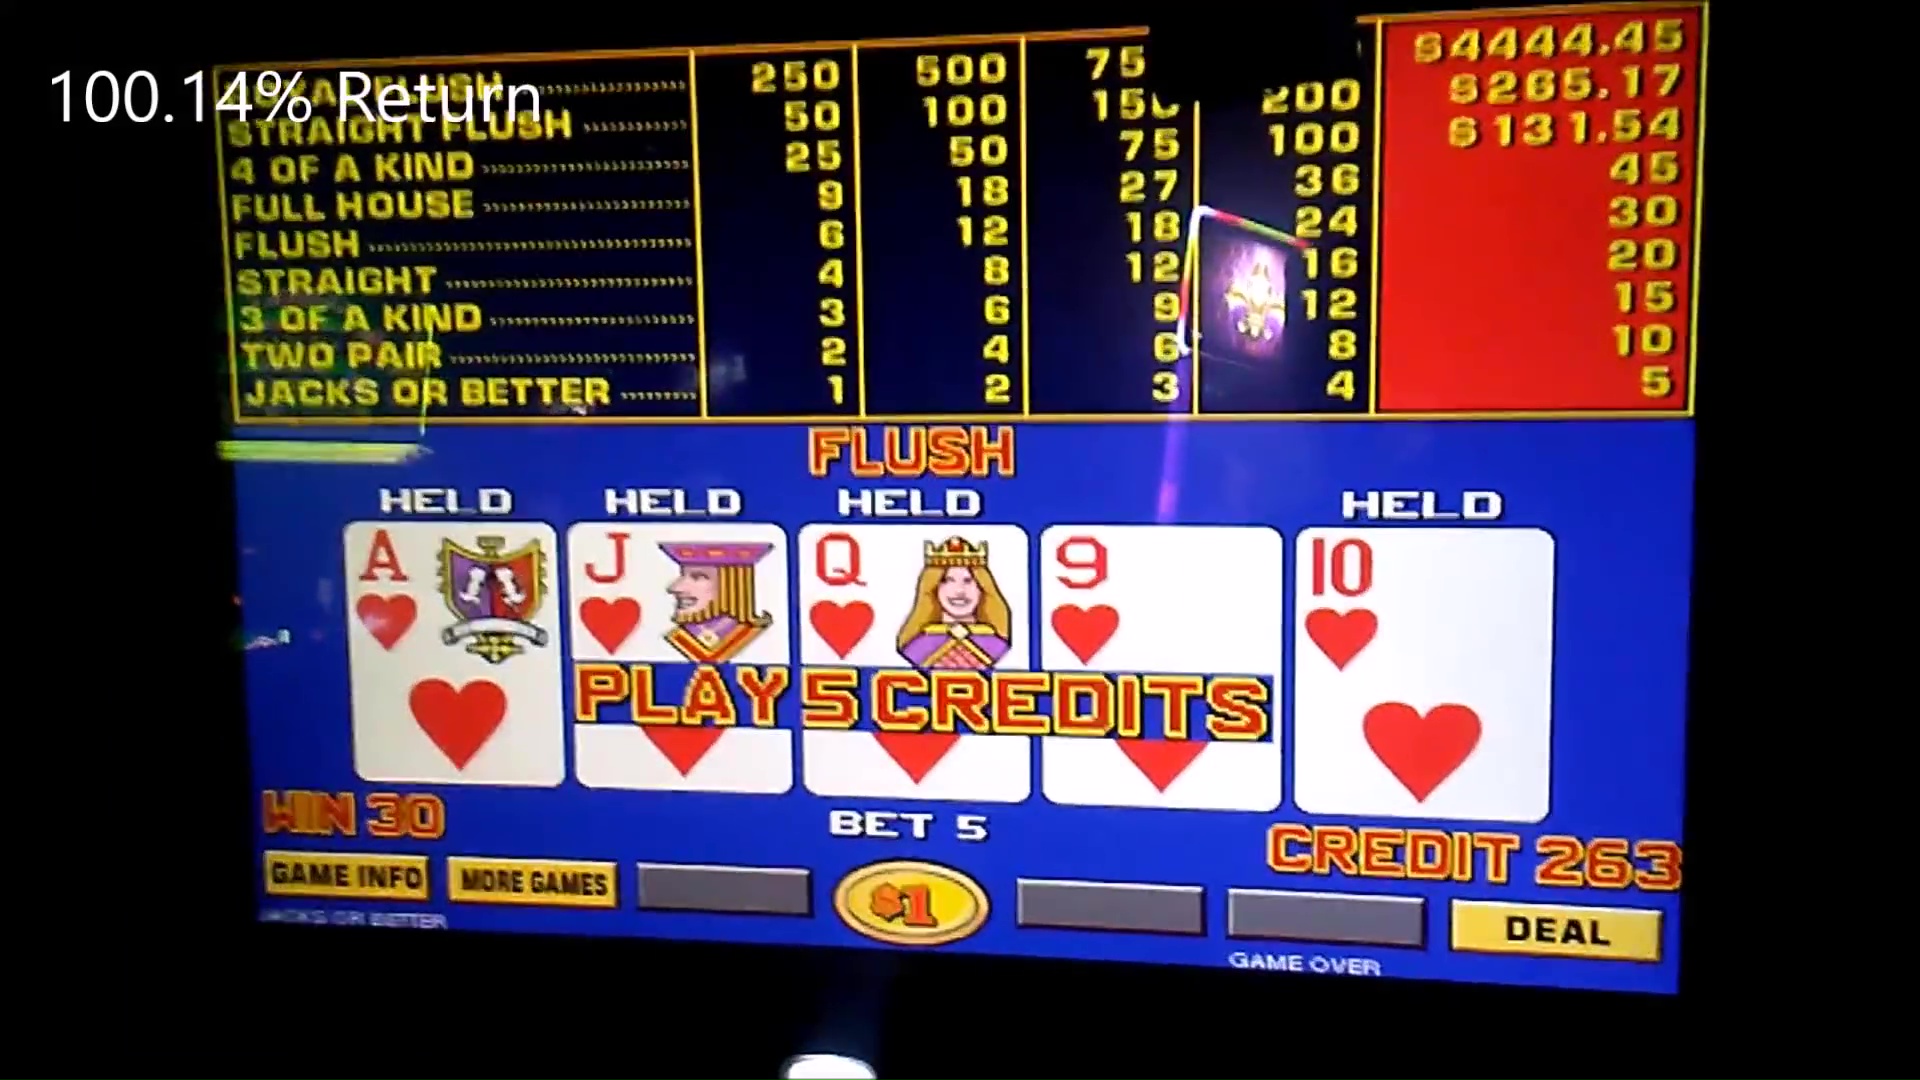 100.14% Return
250 500 75 $4444.45
STRAIGHT FLUSH 50 100 200 $265.17
4 OF A KIND 25 50 75 100 $131.54
FULL HOUSE 9 18 27 36 45
FLUSH 6 12 18 24 30
STRAIGHT 4 8 12 16 20
3 OF A KIND 3 6 9 12 15
TWO PAIR 2 4 6 8 10
JACKS OR BETTER 1 2 3 4 5
FLUSH
HELD HELD HELD HELD
A J Q 9 10
PLAY 5 CREDITS
WIN 30 BET 5 CREDIT 263
GAME INFO MORE GAMES $1 DEAL
JACKS OR BETTER GAME OVER